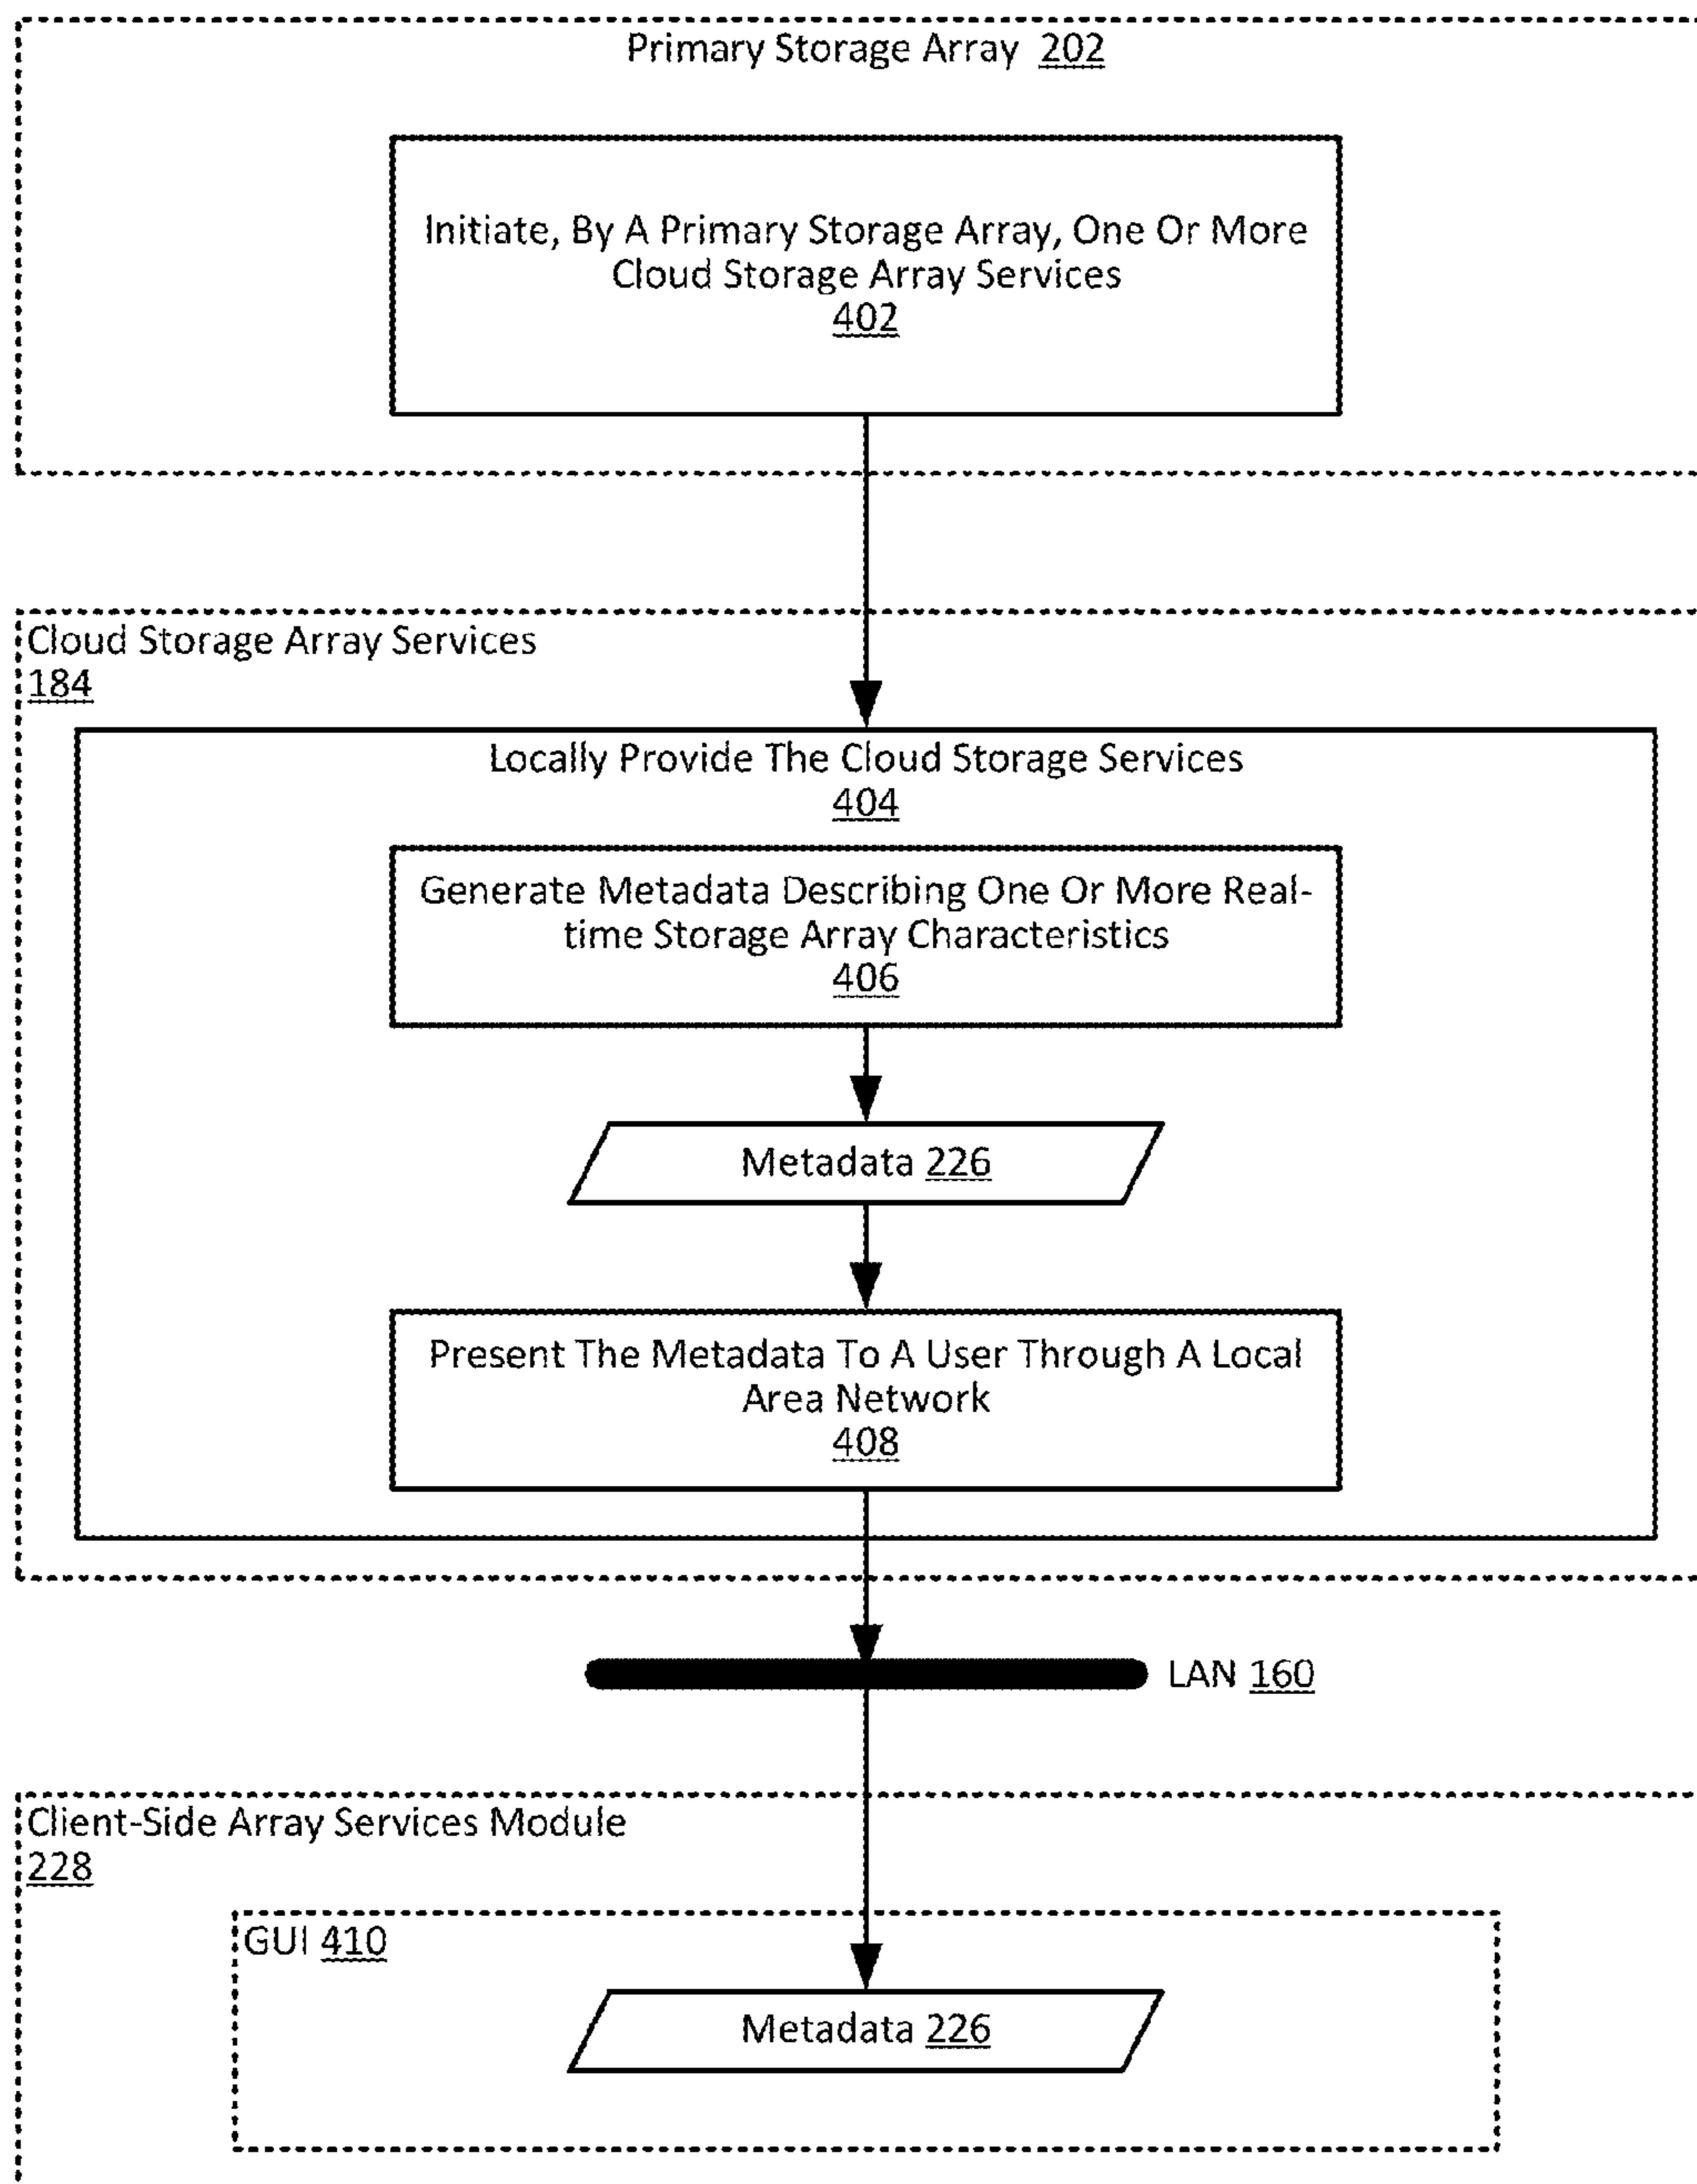 Primary Storage Array 202
Initiate, By A Primary Storage Array, One Or More
Cloud Storage Array Services
402
Cloud Storage Array Services
184
Locally Provide The Cloud Storage Services
404
Generate Metadata Describing One Or More Real-
time Storage Array Characteristics
406
Metadata 226
Present The Metadata To A User Through A Local
Area Network
408
LAN 160
Client-Side Array Services Module
228
GUI 410
Metadata 226